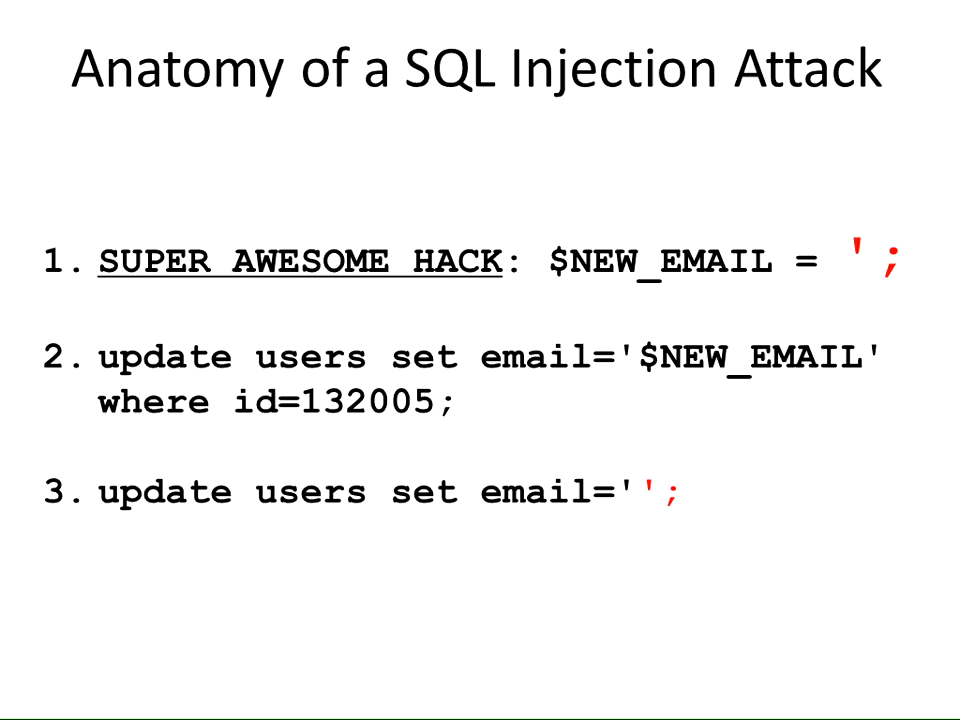 Anatomy of a SQL Injection Attack
1. SUPER AWESOME HACK: $NEW_EMAIL = ';
2. update users set email='$NEW_EMAIL'
where id=132005;
3. update users set email='';